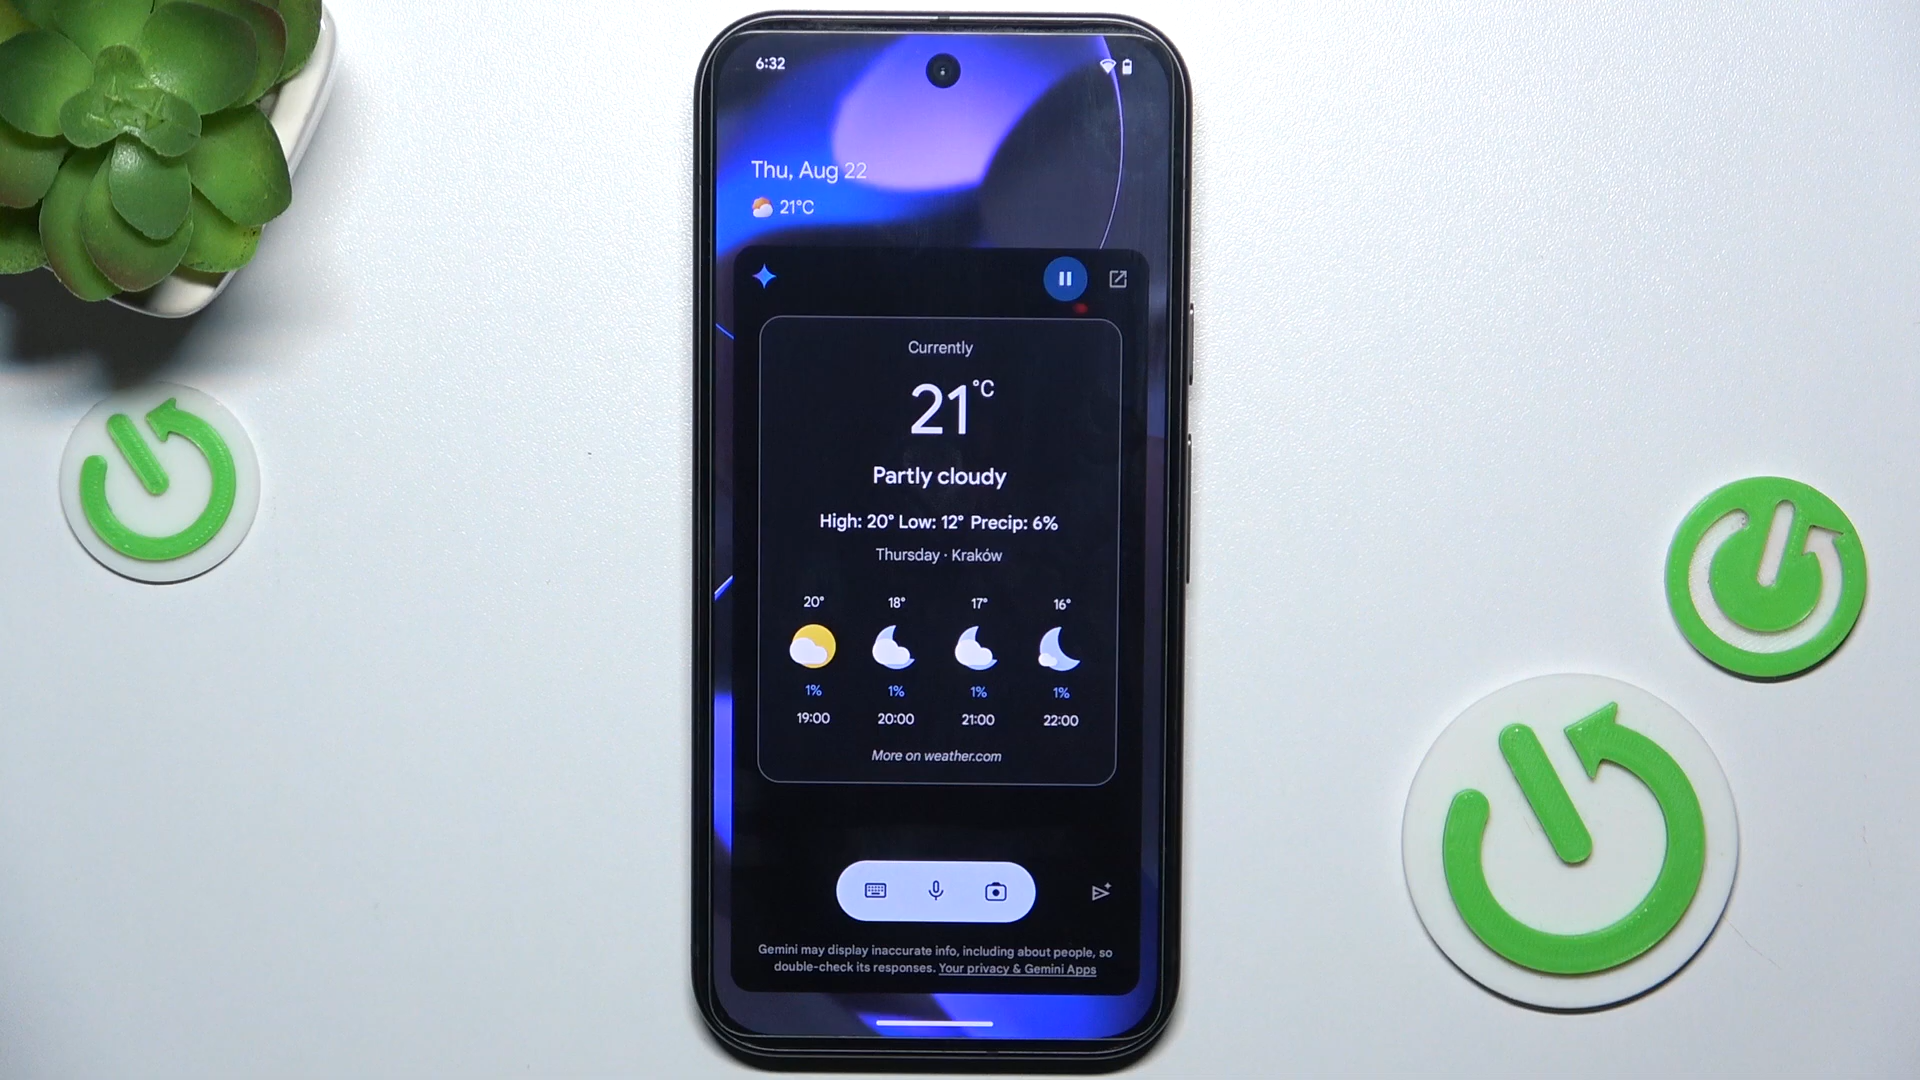 6:32
Thu, Aug 22
21°C
Currently
21°C
Partly cloudy
High: 20° Low: 12° Precip: 6%
Thursday · Kraków
20° 18° 17° 16°
1% 1% 1% 1%
19:00 20:00 21:00 22:00
More on weather.com
Gemini may display inaccurate info, including about people, so
double-check its responses. Your privacy & Gemini Apps